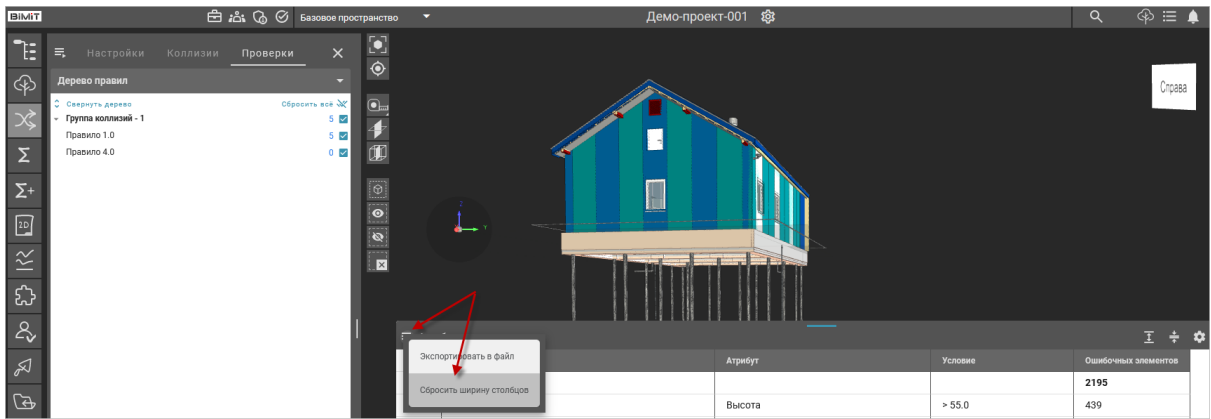 BIMIT
Базовое пространство
Демо-проект-001
Настройки
Коллизии
Проверки
Дерево правил
Свернуть дерево
Сбросить всё
Группа коллизий - 1
5
Правило 1.0
5
Правило 4.0
0
Σ
Σ+
2D
Справа
Z
Y
Экспортировать в файл
Сбросить ширину столбцов
Атрибут
Условие
Ошибочных элементов
2195
Высота
> 55.0
439